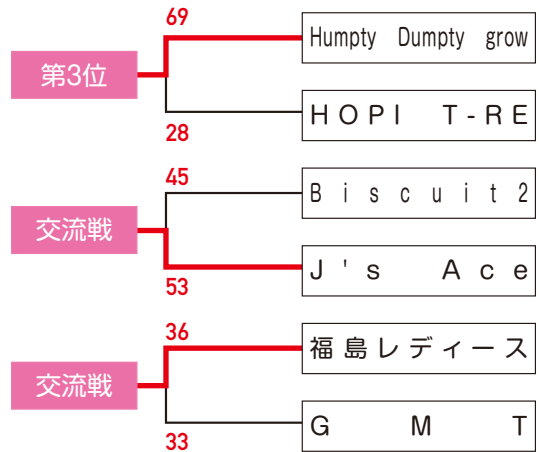 69
Humpty Dumpty grow
第3位
HOPI T-RE
28
45
Biscuit2
交流戦
J's Ace
53
36
福島レディース
交流戦
GMT
33